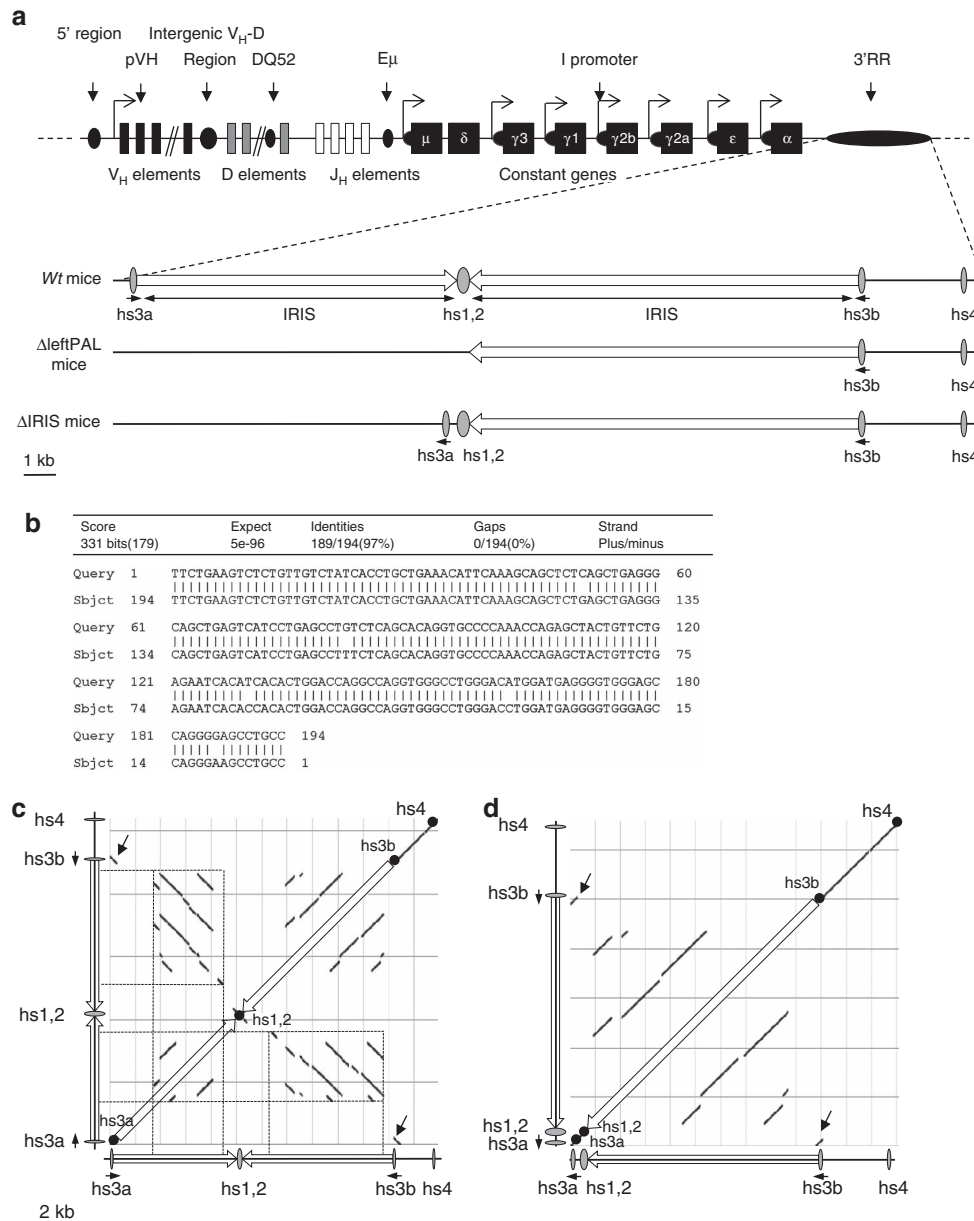 a
5' region
Intergenic VH-D
pVH
Region
DQ52
Eμ
I promoter
3'RR
μ
δ
γ3
γ1
γ2b
γ2a
ε
α
VH elements
D elements
JH elements
Constant genes
Wt mice
hs3a
IRIS
hs1,2
IRIS
hs3b
hs4
ΔleftPAL
mice
hs3b
hs4
ΔIRIS mice
hs3a
hs1,2
hs3b
hs4
1 kb
b
Score Expect Identities Gaps Strand
331 bits(179) 5e-96 189/194(97%) 0/194(0%) Plus/minus
Query 1 TTCTGAAGTCTCTGTTGTCTATCACCTGCTGAAACATTCAAAGCAGCTCTCAGCTGAGGG 60
Sbjct 194 TTCTGAAGTCTCTGTTGTCTATCACCTGCTGAAACATTCAAAGCAGCTCTGAGCTGAGGG 135
Query 61 CAGCTGAGTCATCCTGAGCCTGTCTCAGCACAGGTGCCCCAAACCAGAGCTACTGTTCTG 120
Sbjct 134 CAGCTGAGTCATCCTGAGCCTTTCTCAGCACAGGTGCCCCAAACCAGAGCTACTGTTCTG 75
Query 121 AGAATCACATCACACTGGACCAGGCCAGGTGGGCCTGGGACATGGATGAGGGGTGGGAGC 180
Sbjct 74 AGAATCACACCACACTGGACCAGGCCAGGTGGGCCTGGGACCTGGATGAGGGGTGGGAGC 15
Query 181 CAGGGGAGCCTGCC 194
Sbjct 14 CAGGGAAGCCTGCC 1
c
hs4
hs3b
hs1,2
hs3a
hs4
hs3b
hs1,2
hs3a
hs3a
hs1,2
hs3b
hs4
2 kb
d
hs4
hs3b
hs1,2
hs3a
hs4
hs3b
hs1,2
hs3a
hs3a
hs1,2
hs3b
hs4